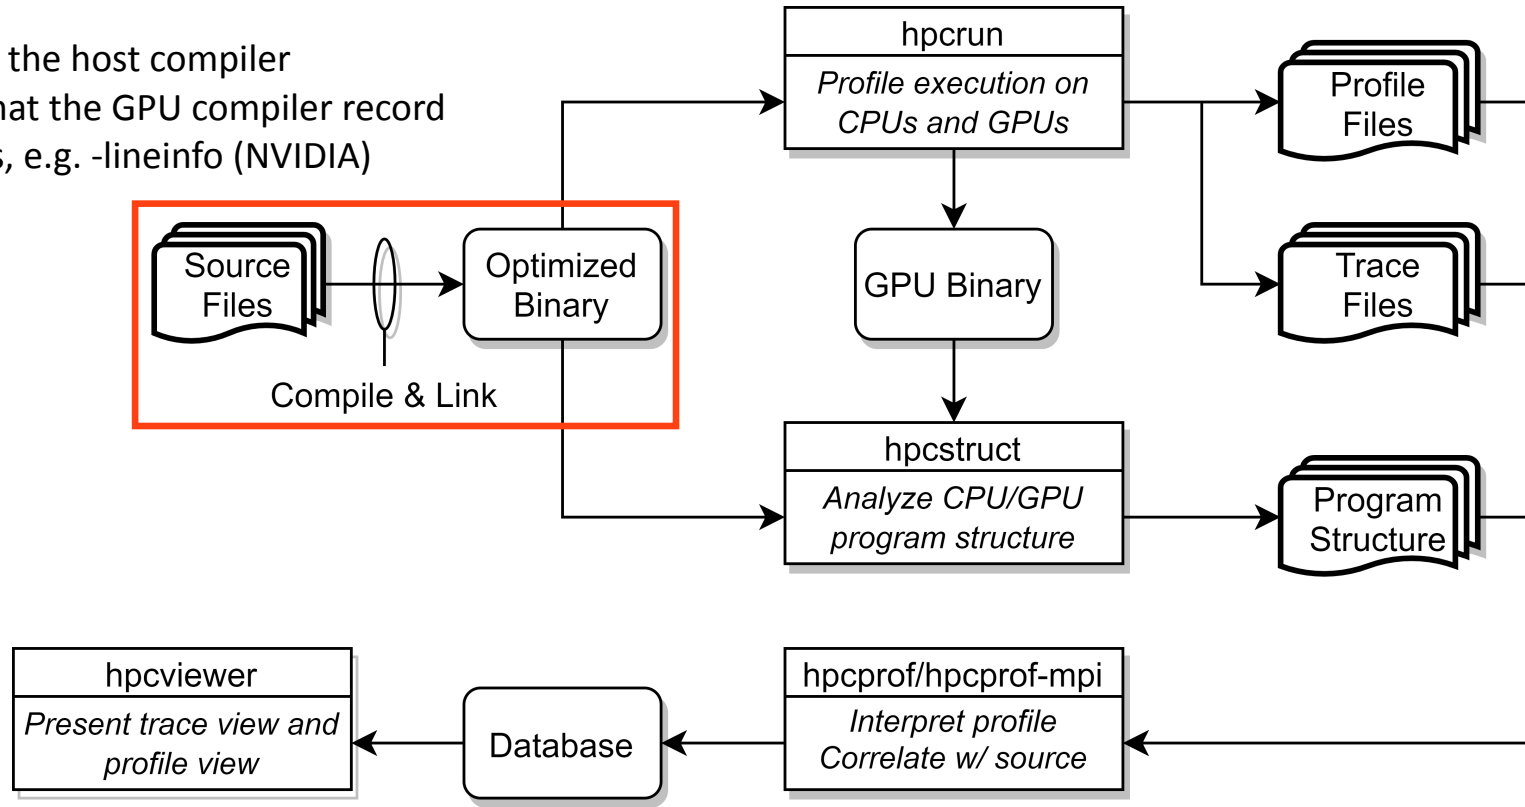 the host compiler
hat the GPU compiler record
s, e.g. -lineinfo (NVIDIA)
hpcrun
Profile execution on
CPUs and GPUs
Profile
Files
Source
Files
Optimized
Binary
GPU Binary
Trace
Files
Compile & Link
hpcstruct
Analyze CPU/GPU
program structure
Program
Structure
hpcviewer
Present trace view and
profile view
Database
hpcprof/hpcprof-mpi
Interpret profile
Correlate w/ source